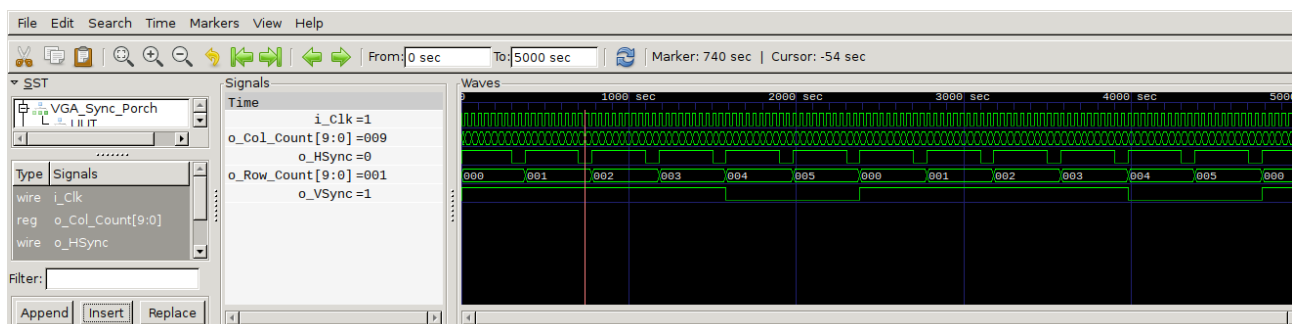 File Edit Search Time Markers View Help
From: 0 sec To: 5000 sec Marker: 740 sec | Cursor: -54 sec
SST
VGA_Sync_Porch
UUT
Type Signals
wire i_Clk
reg o_Col_Count[9:0]
wire o_HSync
Filter:
Append Insert Replace
Signals
Time
i_Clk=1
o_Col_Count[9:0]=009
o_HSync=0
o_Row_Count[9:0]=001
o_VSync=1
Waves
1000 sec 2000 sec 3000 sec 4000 sec 5000
000 001 002 003 004 005 000 001 002 003 004 005 000